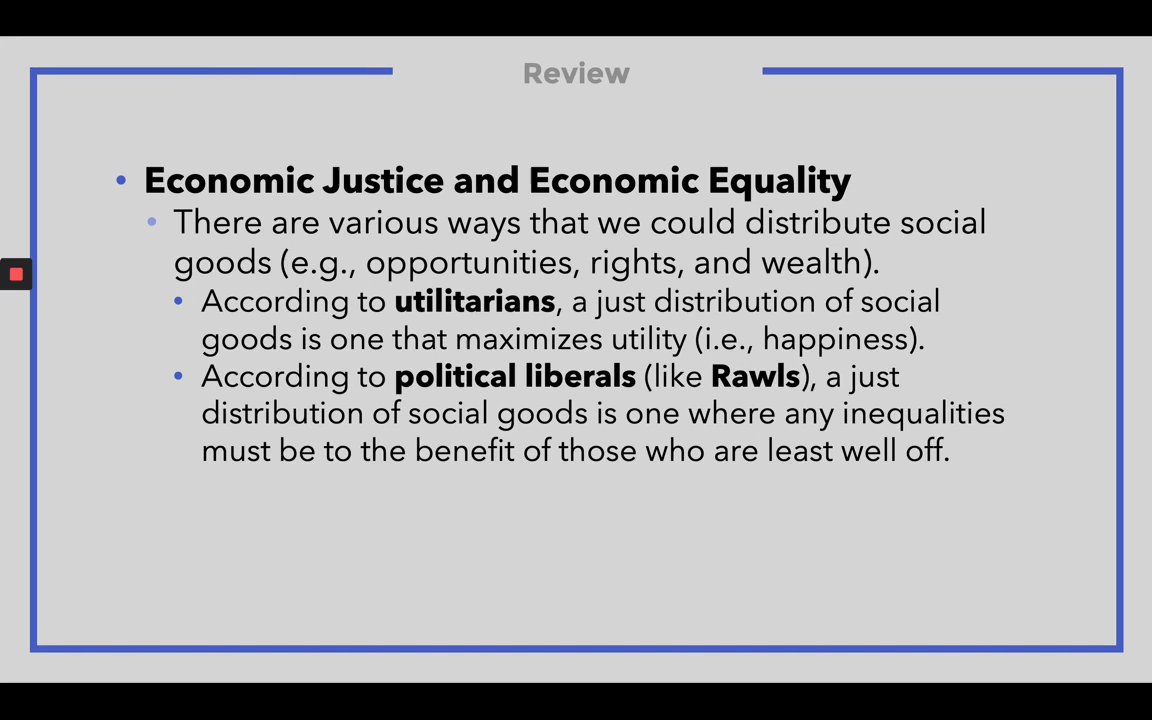 Review
• Economic Justice and Economic Equality
• There are various ways that we could distribute social
goods (e.g., opportunities, rights, and wealth).
• According to utilitarians, a just distribution of social
goods is one that maximizes utility (i.e., happiness).
• According to political liberals (like Rawls), a just
distribution of social goods is one where any inequalities
must be to the benefit of those who are least well off.